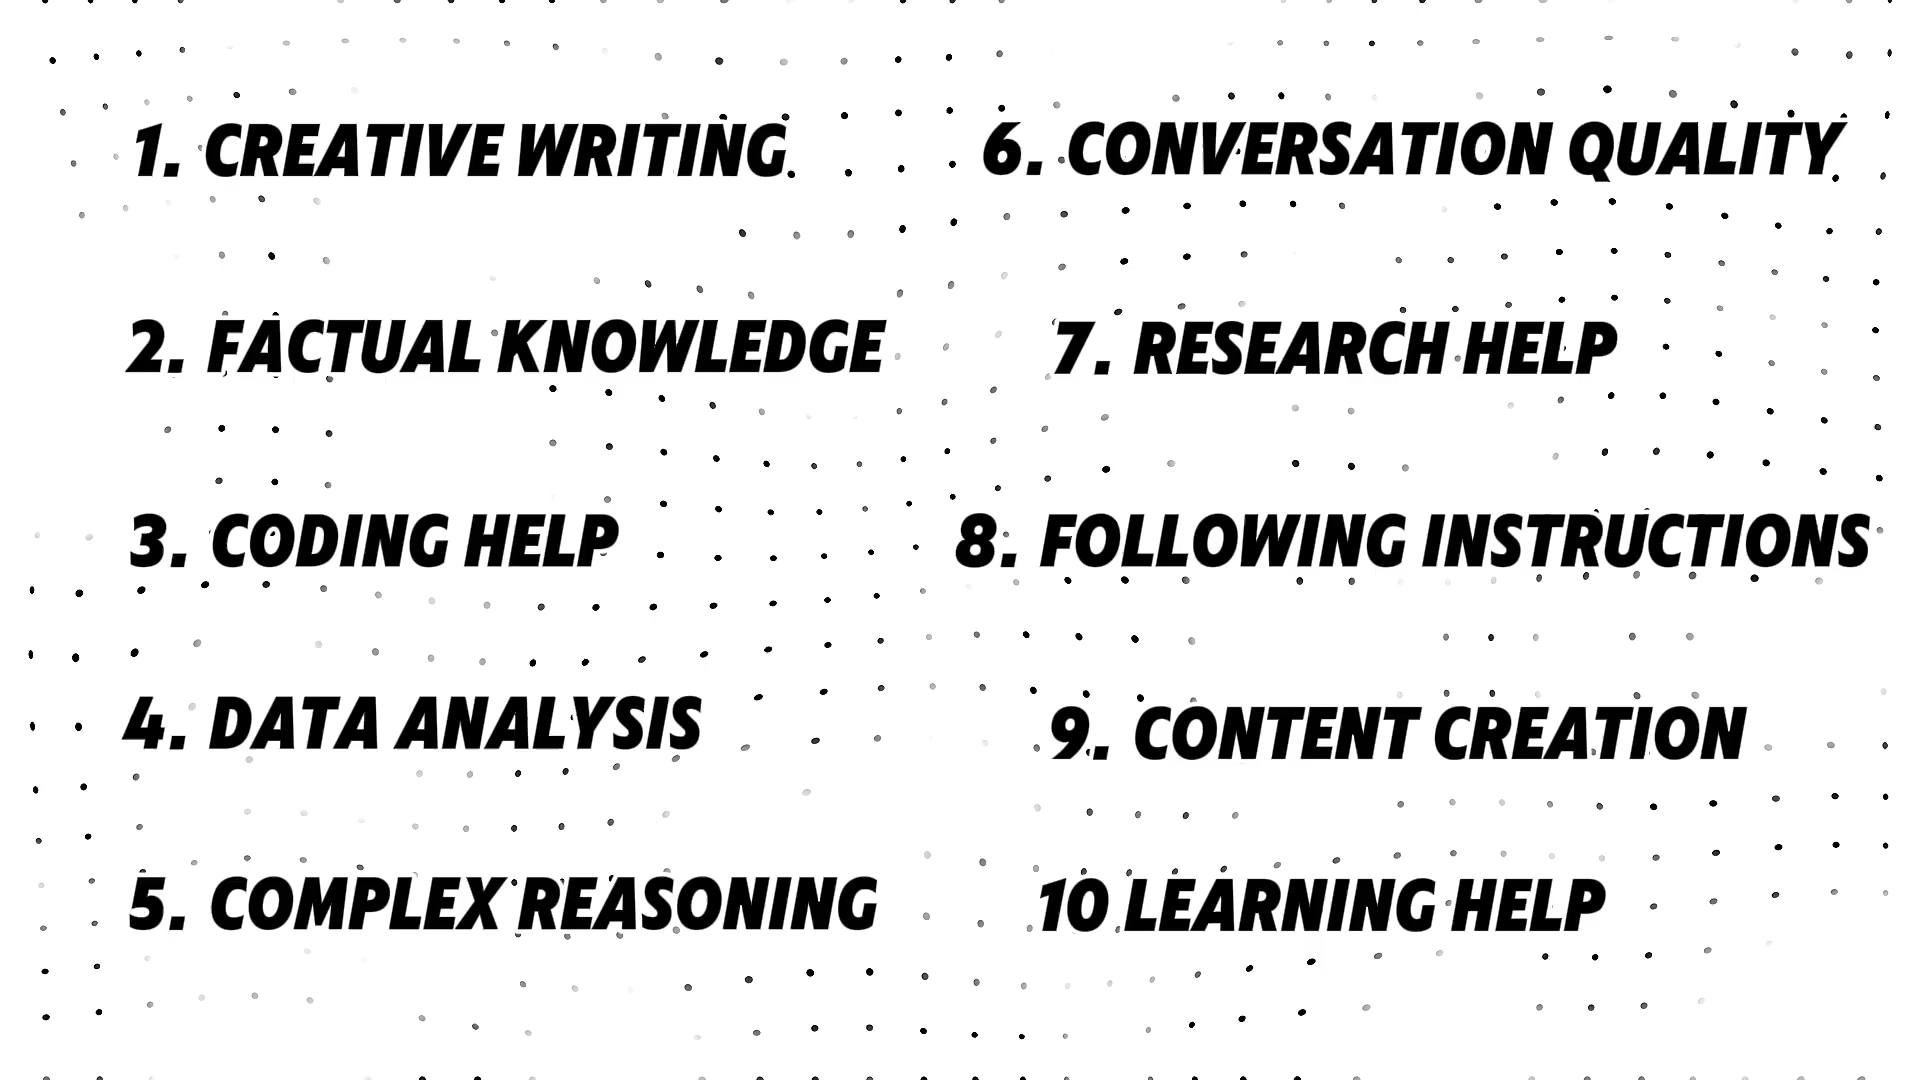 1. CREATIVE WRITING
2. FACTUAL KNOWLEDGE
3. CODING HELP
4. DATA ANALYSIS
5. COMPLEX REASONING
6. CONVERSATION QUALITY
7. RESEARCH HELP
8. FOLLOWING INSTRUCTIONS
9. CONTENT CREATION
10 LEARNING HELP